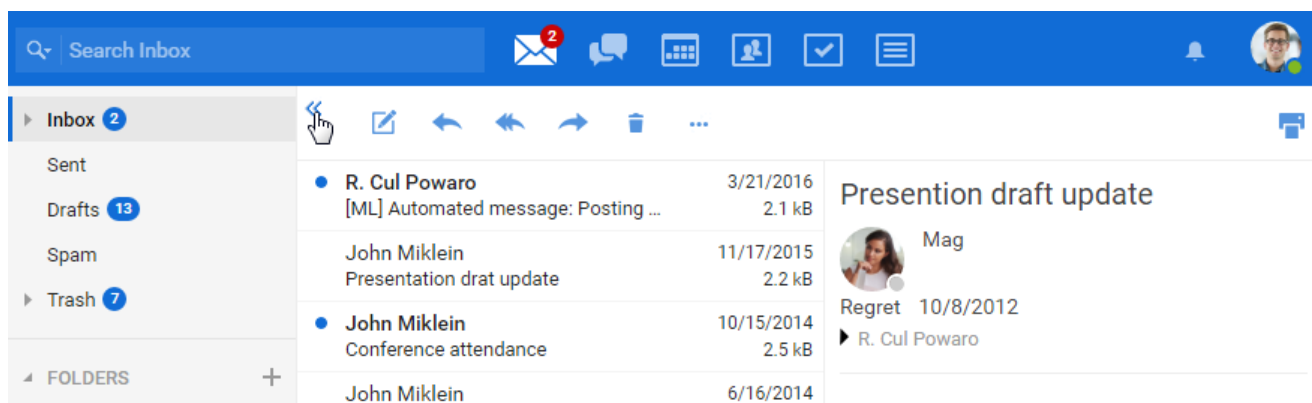 Search Inbox
2
Inbox 2
Sent
Drafts 13
Spam
Trash 7
FOLDERS
R. Cul Powaro 3/21/2016
[ML] Automated message: Posting ... 2.1 kB
John Miklein 11/17/2015
Presentation drat update 2.2 kB
John Miklein 10/15/2014
Conference attendance 2.5 kB
John Miklein 6/16/2014
Presention draft update
Mag
Regret 10/8/2012
R. Cul Powaro